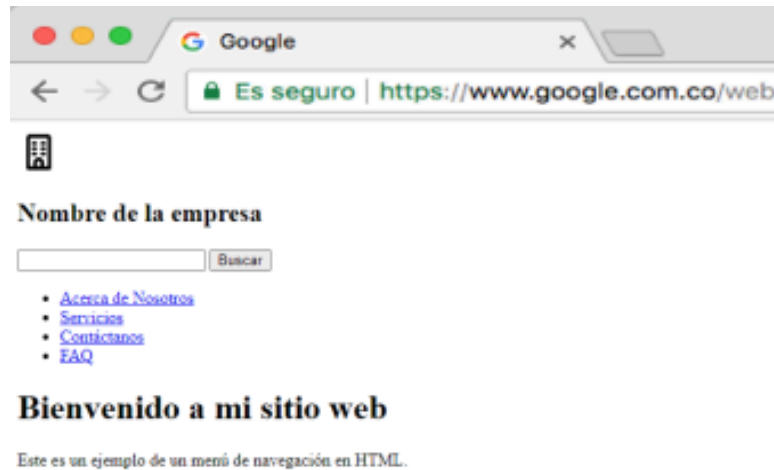 Google
Es seguro | https://www.google.com.co/web
Nombre de la empresa
Buscar
Acerca de Nosotros
Servicios
Contáctanos
FAQ
Bienvenido a mi sitio web
Este es un ejemplo de un menú de navegación en HTML.